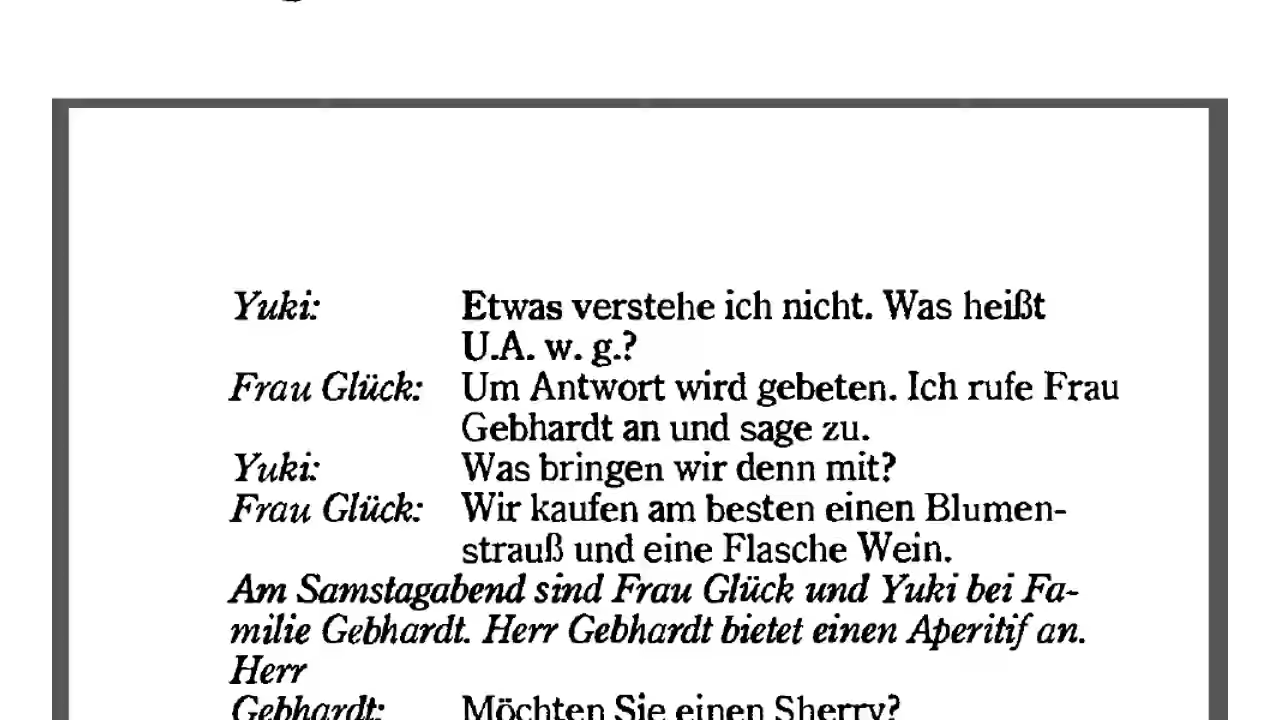 Yuki: Etwas verstehe ich nicht. Was heißt
U.A. w. g.?
Frau Glück: Um Antwort wird gebeten. Ich rufe Frau
Gebhardt an und sage zu.
Yuki: Was bringen wir denn mit?
Frau Glück: Wir kaufen am besten einen Blumen-
strauß und eine Flasche Wein.
Am Samstagabend sind Frau Glück und Yuki bei Fa-
milie Gebhardt. Herr Gebhardt bietet einen Aperitif an.
Herr
Gebhardt: Möchten Sie einen Sherry?